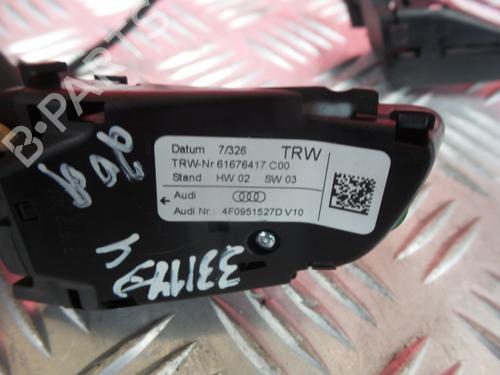 Datum 7/326 TRW
TRW-Nr 61676417 C00
Stand HW 02 SW 03
Audi
Audi Nr.: 4F0951527D V10
B-PARTS